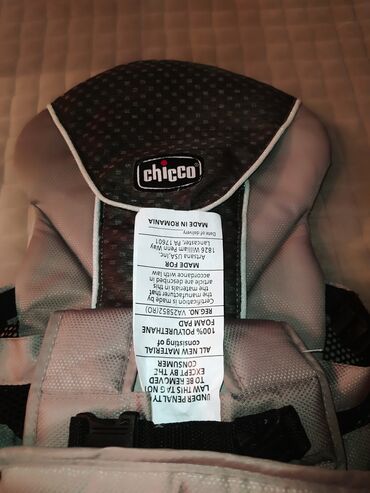 chicco
UNDER PENALTY
LAW THIS TAG NOT
TO BE REMOVED
EXCEPT BY THE
CONSUMER
ALL NEW MATERIAL
consisting of
100% POLYURETANE
FOAM PAD
REG.NO. VA25852(RO)
Certification is made by
the manufacturer that
the materials in this
article are described in
accordance with law
MADE FOR
Artsana USA,Inc.
1826 William Penn Way
Lancaster, PA 17601
Date of delivery
MADE IN ROMANIA